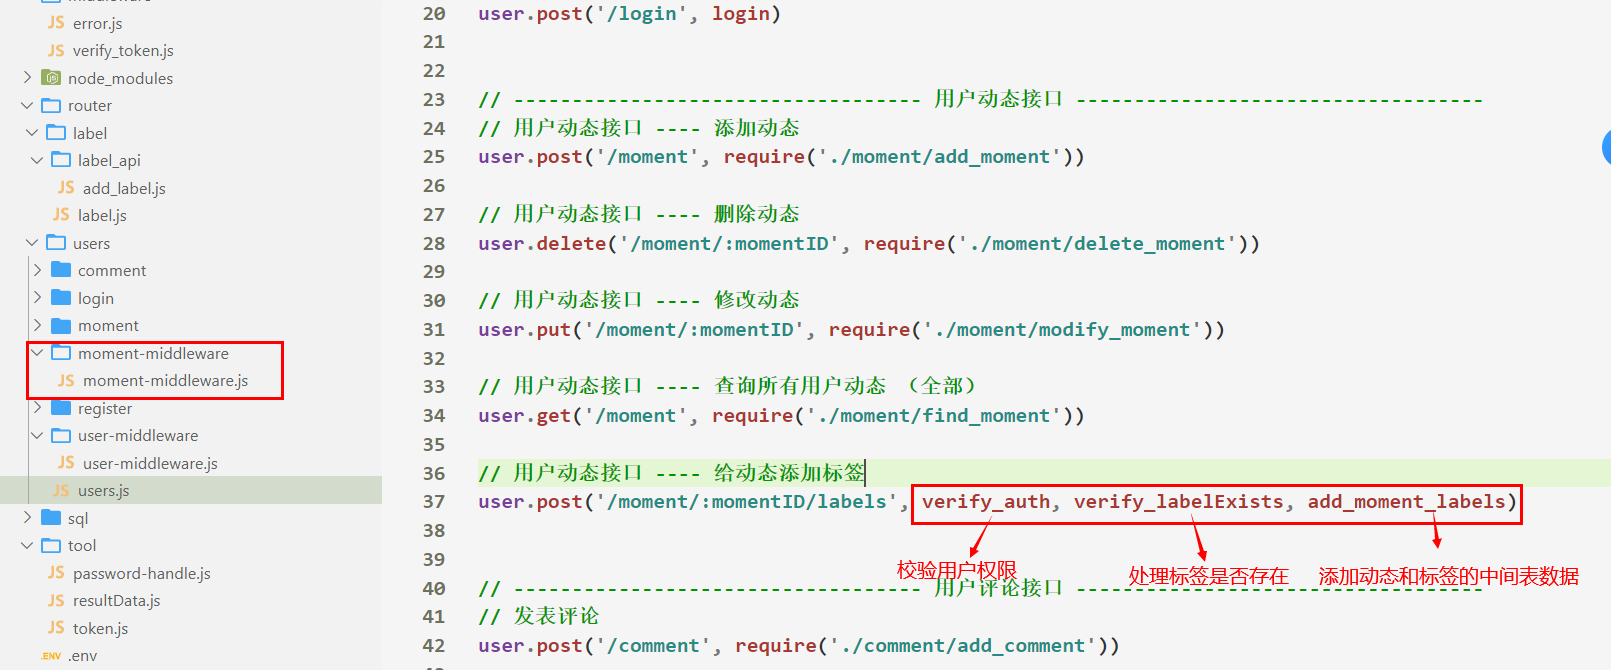 middleware
JS error.js
JS verify_token.js
node_modules
router
label
label_api
JS add_label.js
JS label.js
users
comment
login
moment
moment-middleware
JS moment-middleware.js
register
user-middleware
JS user-middleware.js
JS users.js
sql
tool
JS password-handle.js
JS resultData.js
JS token.js
.ENV .env
20 user.post('/login', login)
21
22
23 // ----------------------------------- 用户动态接口 -----------------------------------
24 // 用户动态接口 ---- 添加动态
25 user.post('/moment', require('./moment/add_moment'))
26
27 // 用户动态接口 ---- 删除动态
28 user.delete('/moment/:momentID', require('./moment/delete_moment'))
29
30 // 用户动态接口 ---- 修改动态
31 user.put('/moment/:momentID', require('./moment/modify_moment'))
32
33 // 用户动态接口 ---- 查询所有用户动态 （全部）
34 user.get('/moment', require('./moment/find_moment'))
35
36 // 用户动态接口 ---- 给动态添加标签
37 user.post('/moment/:momentID/labels', verify_auth, verify_labelExists, add_moment_labels)
38
39
校验用户权限 处理标签是否存在 添加动态和标签的中间表数据
40 // ----------------------------------- 用户评论接口 -----------------------------------
41 // 发表评论
42 user.post('/comment', require('./comment/add_comment'))